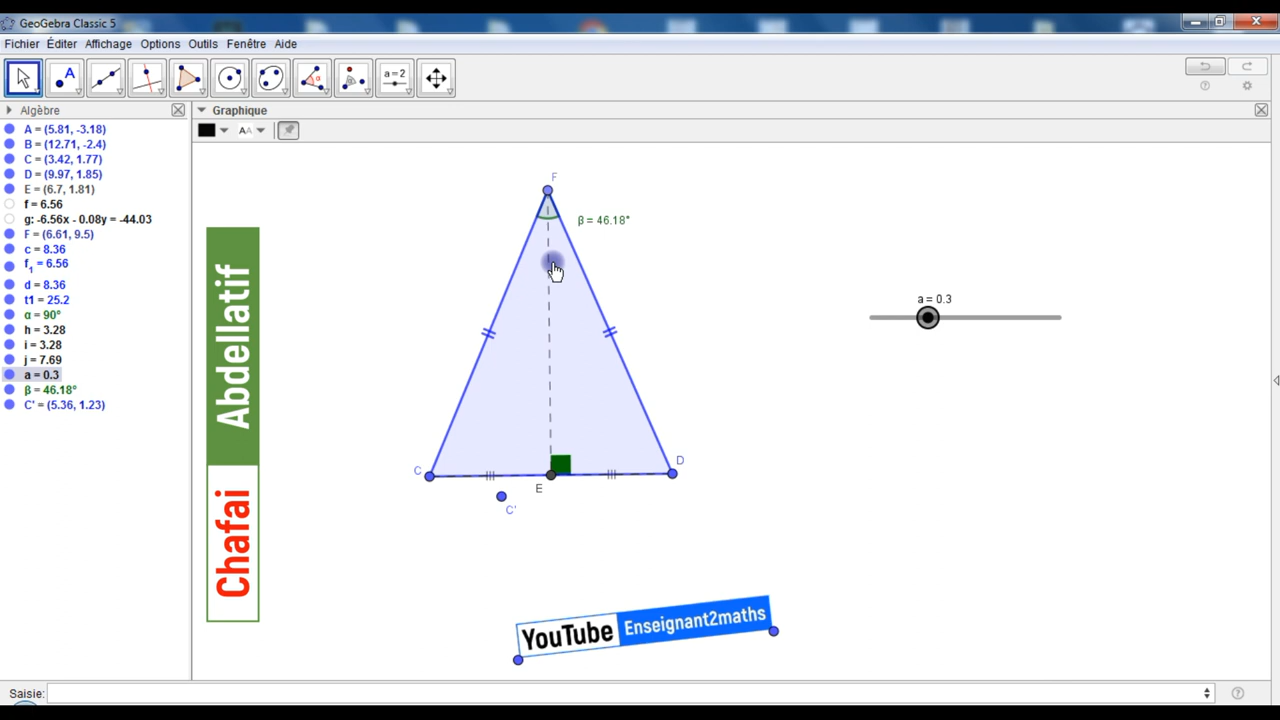 GeoGebra Classic 5
Fichier Éditer Affichage Options Outils Fenêtre Aide
A
α
a = 2
Algèbre
Graphique
AA
A = (5.81, -3.18)
B = (12.71, -2.4)
C = (3.42, 1.77)
D = (9.97, 1.85)
E = (6.7, 1.81)
f = 6.56
g: -6.56x - 0.08y = -44.03
F = (6.61, 9.5)
c = 8.36
f₁ = 6.56
d = 8.36
t1 = 25.2
α = 90°
h = 3.28
i = 3.28
j = 7.69
a = 0.3
β = 46.18°
C' = (5.36, 1.23)
Abdellatif
Chafai
F
β = 46.18°
a = 0.3
C
D
E
C'
YouTube Enseignant2maths
Saisie: